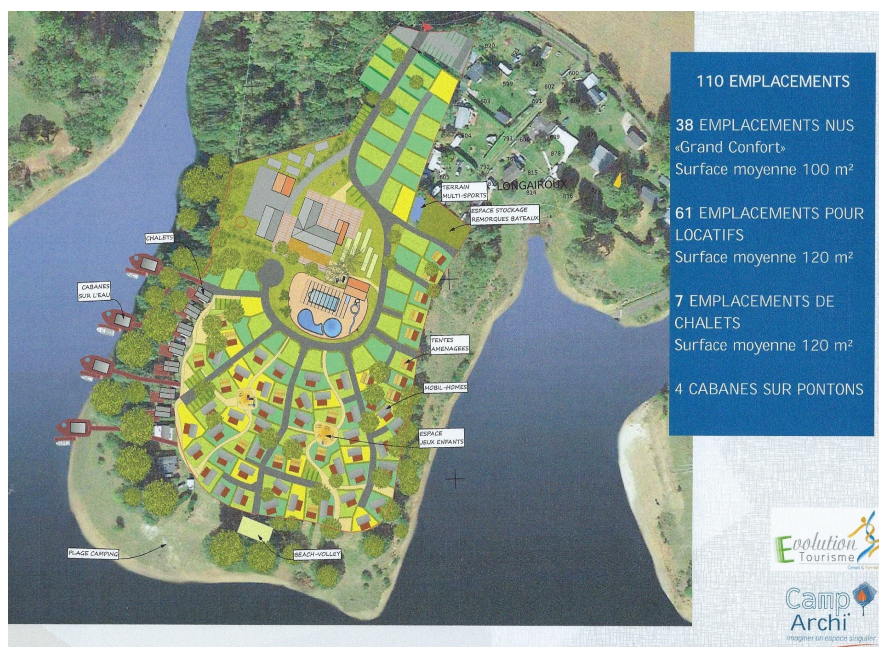 110 EMPLACEMENTS
38 EMPLACEMENTS NUS
«Grand Confort»
Surface moyenne 100 m²
61 EMPLACEMENTS POUR
LOCATIFS
Surface moyenne 120 m²
7 EMPLACEMENTS DE
CHALETS
Surface moyenne 120 m²
4 CABANES SUR PONTONS
TERRAIN
MULTI-SPORTS
LONGAIROUX
ESPACE STOCKAGE
REMORQUES BATEAUX
CHALETS
CABANES
SUR L'EAU
TENTES
AMENAGEES
MOBIL-HOMES
ESPACE
JEUX ENFANTS
PLAGE CAMPING
BEACH-VOLLEY
Evolution
Tourisme
Camp
Archi
imaginer un espace singulier